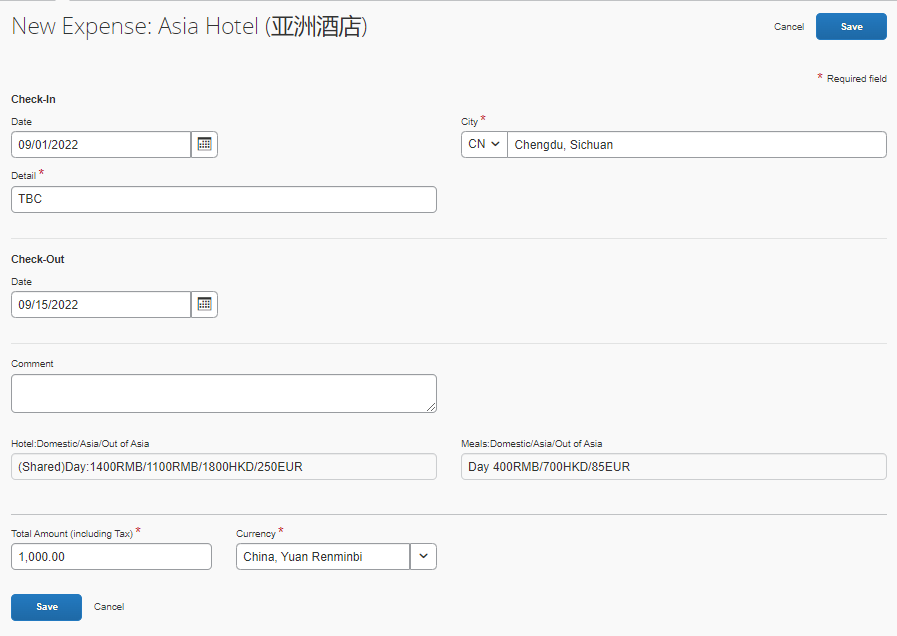 New Expense: Asia Hotel (亚洲酒店)
Cancel
Save
* Required field
Check-In
Date
09/01/2022
City *
CN
Chengdu, Sichuan
Detail *
TBC
Check-Out
Date
09/15/2022
Comment
Hotel:Domestic/Asia/Out of Asia
(Shared)Day:1400RMB/1100RMB/1800HKD/250EUR
Meals:Domestic/Asia/Out of Asia
Day 400RMB/700HKD/85EUR
Total Amount (including Tax) *
1,000.00
Currency *
China, Yuan Renminbi
Save
Cancel